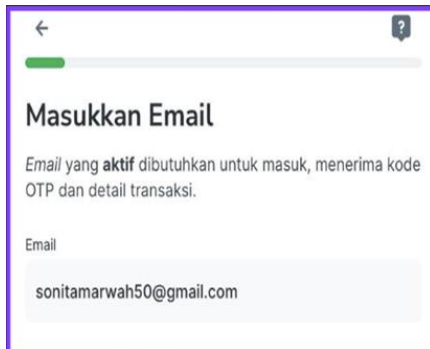 Masukkan Email
Email yang aktif dibutuhkan untuk masuk, menerima kode
OTP dan detail transaksi.
Email
sonitamarwah50@gmail.com